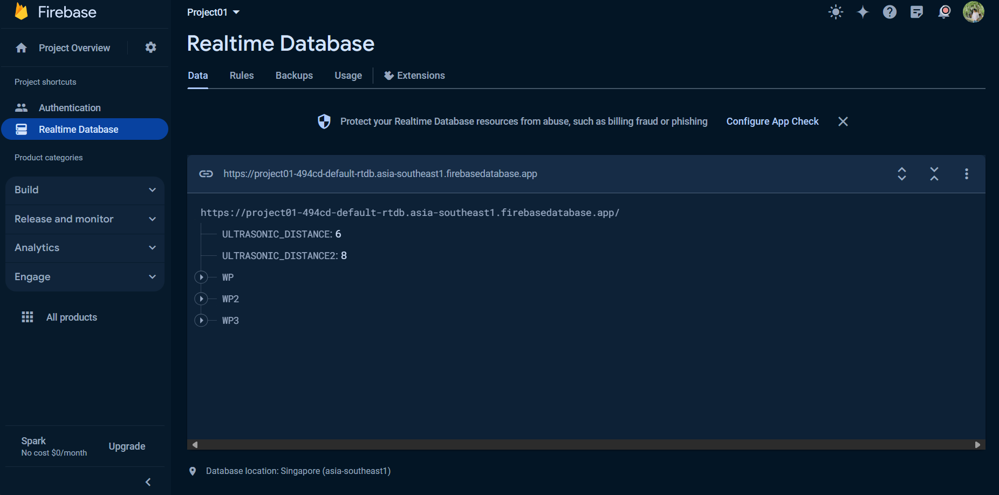 Firebase
Project01
Project Overview
Realtime Database
Data Rules Backups Usage Extensions
Project shortcuts
Authentication
Realtime Database
Protect your Realtime Database resources from abuse, such as billing fraud or phishing Configure App Check
Product categories
Build
Release and monitor
Analytics
Engage
All products
https://project01-494cd-default-rtdb.asia-southeast1.firebasedatabase.app
https://project01-494cd-default-rtdb.asia-southeast1.firebasedatabase.app/
ULTRASONIC_DISTANCE: 6
ULTRASONIC_DISTANCE2: 8
WP
WP2
WP3
Spark
No cost $0/month
Upgrade
Database location: Singapore (asia-southeast1)